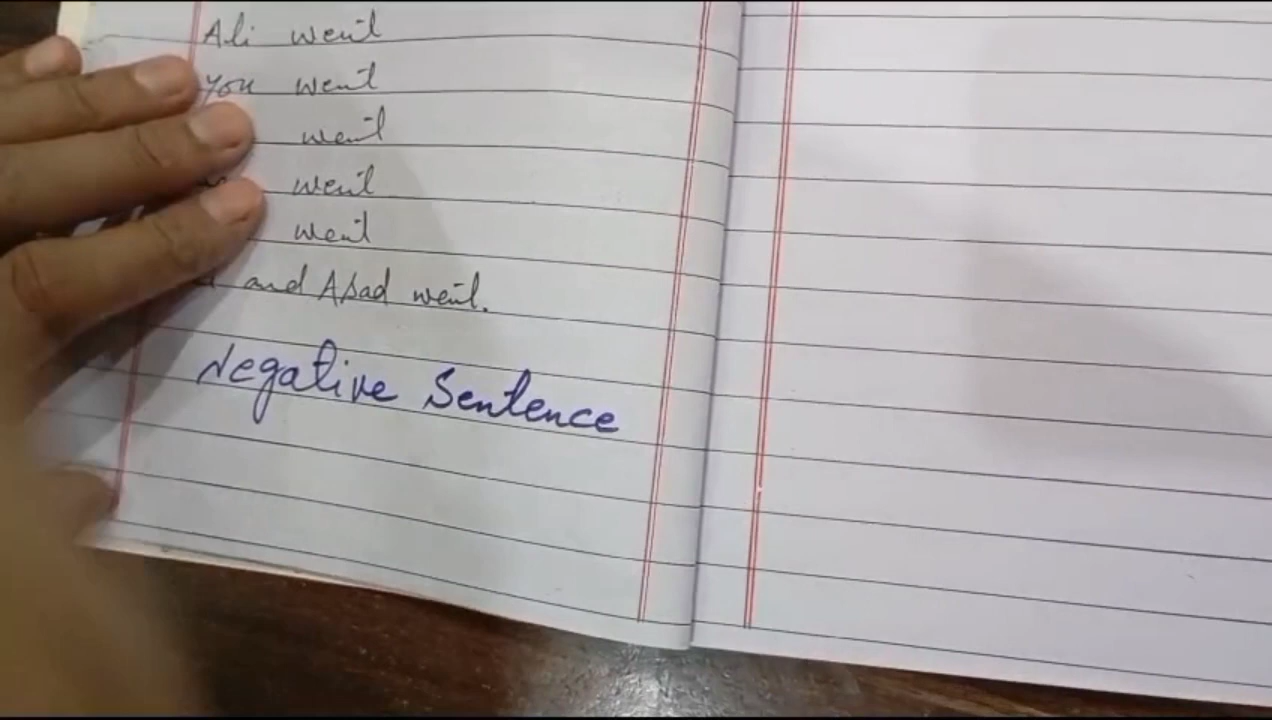 Ali went
You went
went
went
went
and Asad went.
Negative Sentence